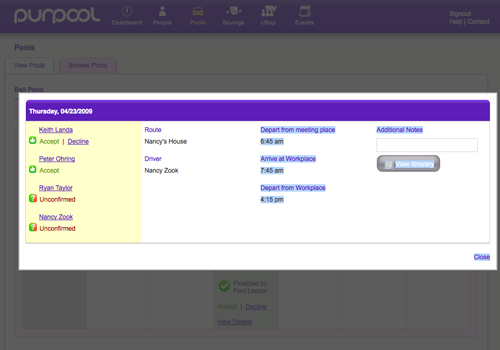 purpool
Dashboard People Pools Savings cMap Events
Signout
Help | Contact
Pools
View Pools Browse Pools
Rail Pond
Thursday, 04/23/2009
Keith Landa
Accept | Decline
Peter Ohring
Accept
Ryan Taylor
Unconfirmed
Nancy Zook
Unconfirmed
Route
Nancy's House
Driver
Nancy Zook
Depart from meeting place
6:45 am
Arrive at Workplace
7:45 am
Depart from Workplace
4:15 pm
Additional Notes
View Itinerary
Close
Finalized by
Pool Leader
Accept | Decline
View Details